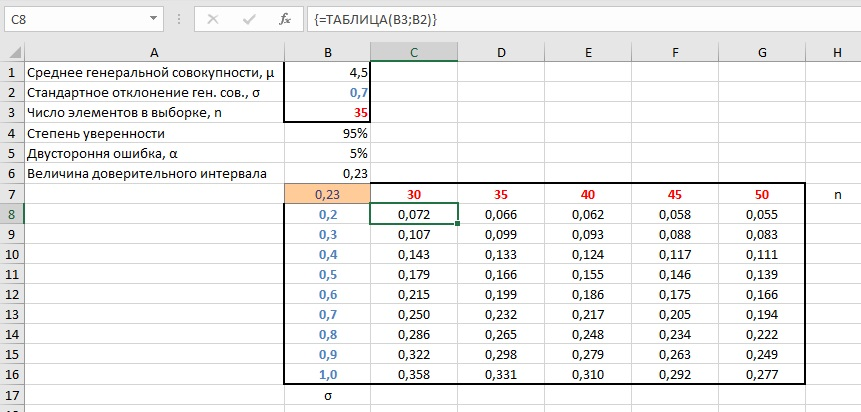 C8 fx {=ТАБЛИЦА(B3;B2)}
A B C D E F G H
1 Среднее генеральной совокупности, µ 4,5
2 Стандартное отклонение ген. сов., σ 0,7
3 Число элементов в выборке, n 35
4 Степень уверенности 95%
5 Двустороння ошибка, α 5%
6 Величина доверительного интервала 0,23
7 0,23 30 35 40 45 50 n
8 0,2 0,072 0,066 0,062 0,058 0,055
9 0,3 0,107 0,099 0,093 0,088 0,083
10 0,4 0,143 0,133 0,124 0,117 0,111
11 0,5 0,179 0,166 0,155 0,146 0,139
12 0,6 0,215 0,199 0,186 0,175 0,166
13 0,7 0,250 0,232 0,217 0,205 0,194
14 0,8 0,286 0,265 0,248 0,234 0,222
15 0,9 0,322 0,298 0,279 0,263 0,249
16 1,0 0,358 0,331 0,310 0,292 0,277
17 σ